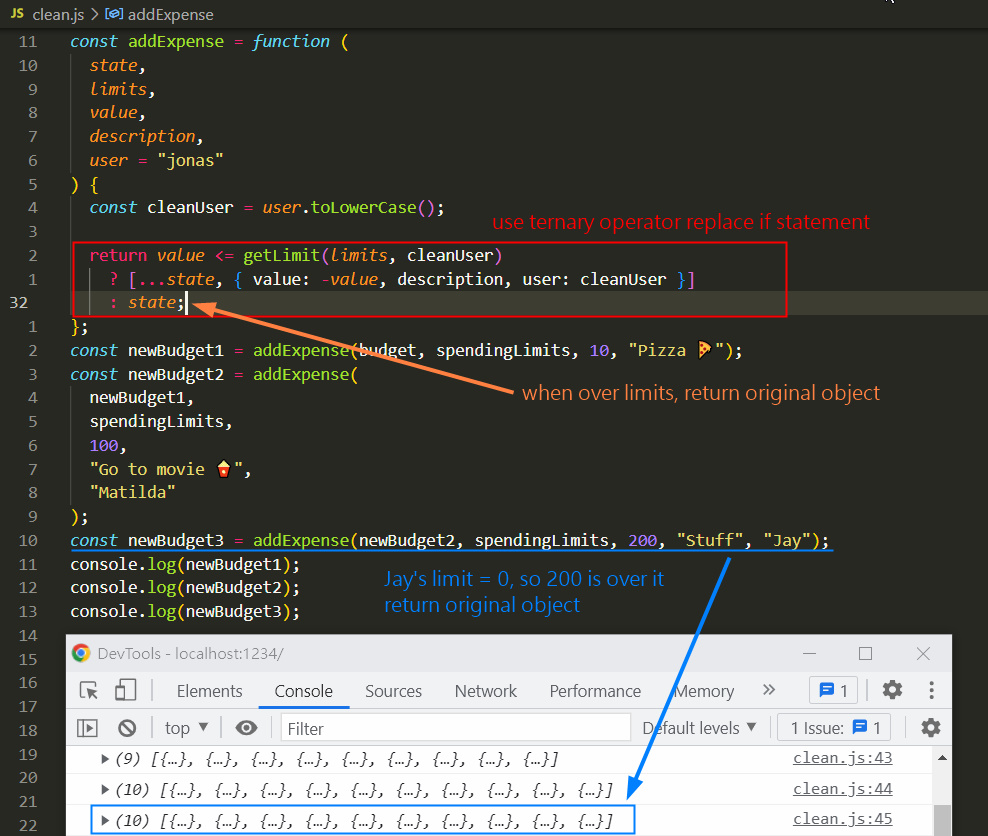 JS clean.js > addExpense
11 const addExpense = function (
10 state,
9 limits,
8 value,
7 description,
6 user = "jonas"
5 ) {
4 const cleanUser = user.toLowerCase();
use ternary operator replace if statement
3
2 return value <= getLimit(limits, cleanUser)
1 ? [...state, { value: -value, description, user: cleanUser }]
32 : state;
1 };
2 const newBudget1 = addExpense(budget, spendingLimits, 10, "Pizza 🍕");
3 const newBudget2 = addExpense(
4 newBudget1,
when over limits, return original object
5 spendingLimits,
6 100,
7 "Go to movie 🍿",
8 "Matilda"
9 );
10 const newBudget3 = addExpense(newBudget2, spendingLimits, 200, "Stuff", "Jay");
11 console.log(newBudget1);
12 console.log(newBudget2);
13 console.log(newBudget3);
Jay's limit = 0, so 200 is over it
return original object
14
15
16
17
18
19
20
21
22
DevTools - localhost:1234/
Elements Console Sources Network Performance Memory » 1
top ▼ Filter Default levels ▼ 1 Issue: 1
▶ (9) [{…}, {…}, {…}, {…}, {…}, {…}, {…}, {…}, {…}] clean.js:43
▶ (10) [{…}, {…}, {…}, {…}, {…}, {…}, {…}, {…}, {…}, {…}] clean.js:44
▶ (10) [{…}, {…}, {…}, {…}, {…}, {…}, {…}, {…}, {…}, {…}] clean.js:45